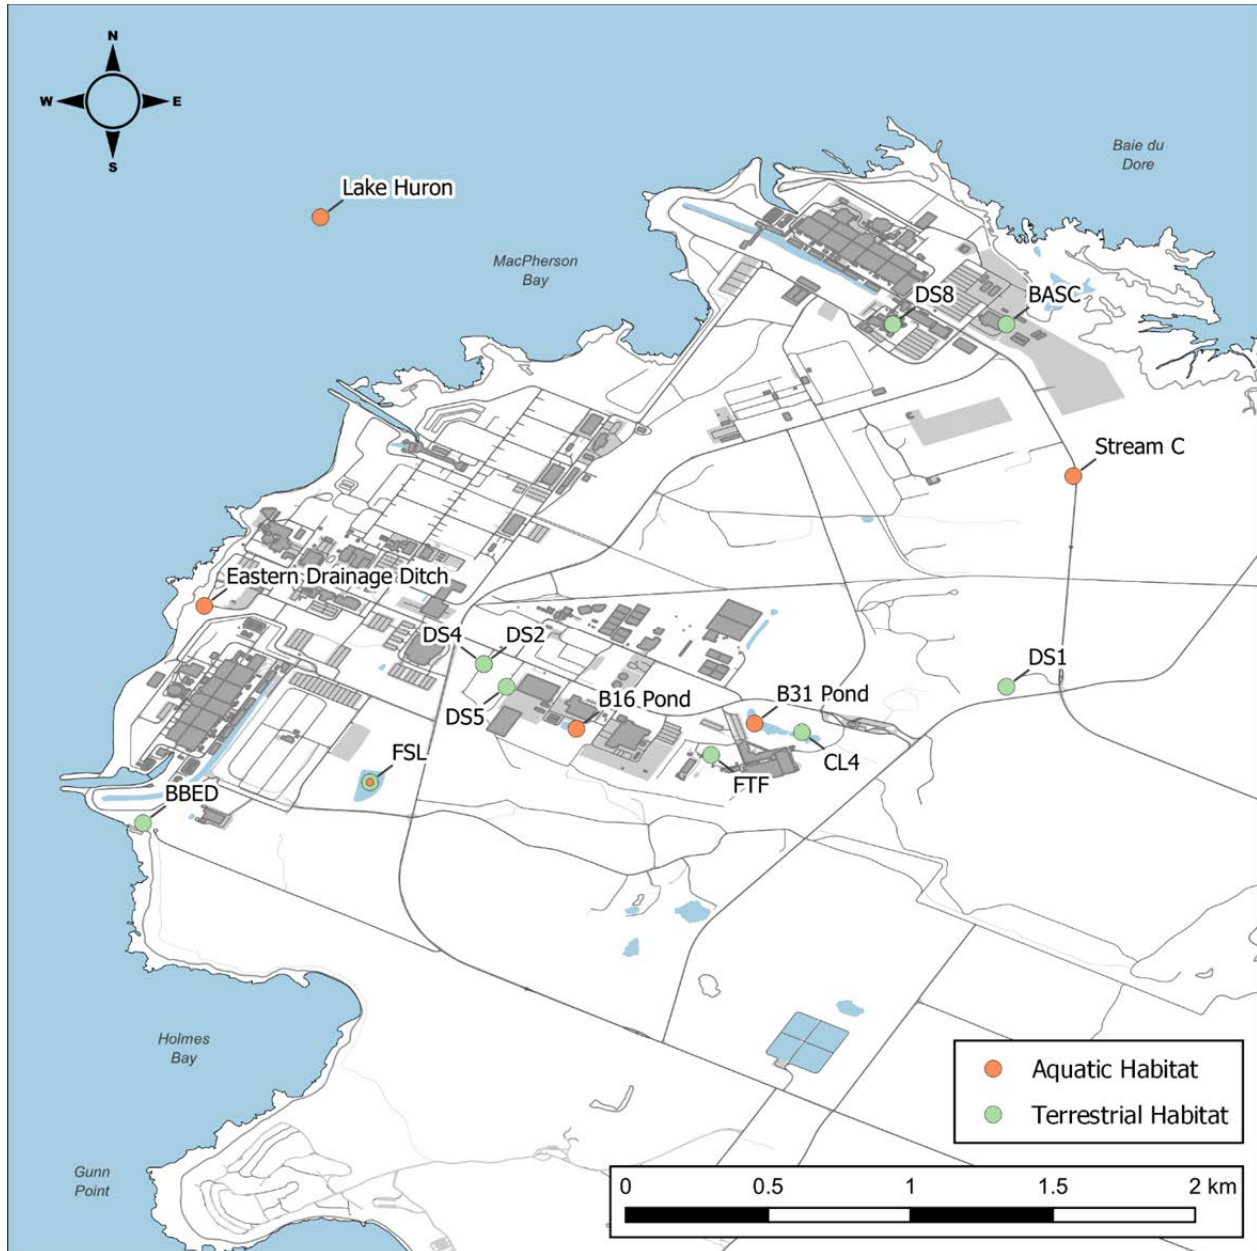 N
W E
S
Baie du
Dore
Lake Huron
MacPherson
Bay
DS8
BASC
Stream C
Eastern Drainage Ditch
DS4
DS2
DS1
DS5
B16 Pond
B31 Pond
FSL
FTF
CL4
BBED
Holmes
Bay
Gunn
Point
Aquatic Habitat
Terrestrial Habitat
0 0.5 1 1.5 2 km